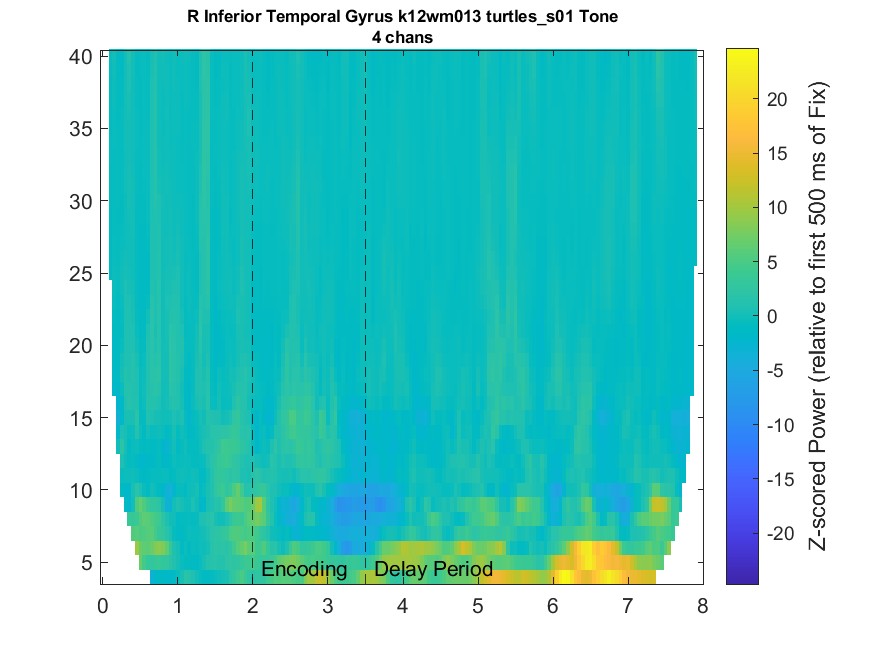 R Inferior Temporal Gyrus k12wm013 turtles_s01 Tone
4 chans
40
35
30
25
20
15
10
5
Encoding
Delay Period
0 1 2 3 4 5 6 7 8
20
15
10
5
0
-5
-10
-15
-20
Z-scored Power (relative to first 500 ms of Fix)